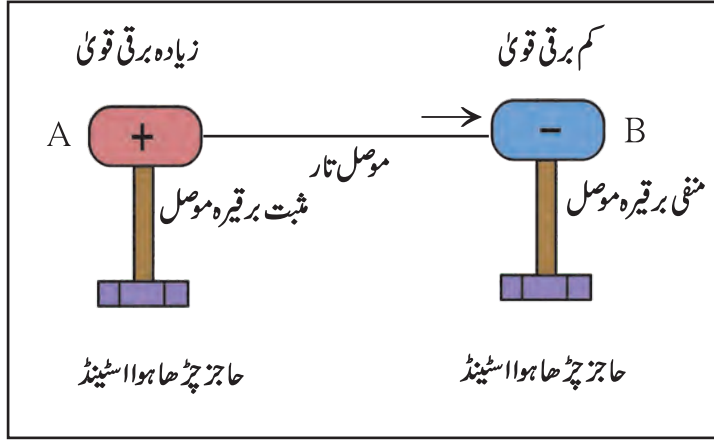 کم برقی قویٰ
زیادہ برقی قویٰ
A
+
−
B
موصل تار
مثبت برقیرہ موصل
منفی برقیرہ موصل
حاجز چڑھا ہوا اسٹینڈ
حاجز چڑھا ہوا اسٹینڈ